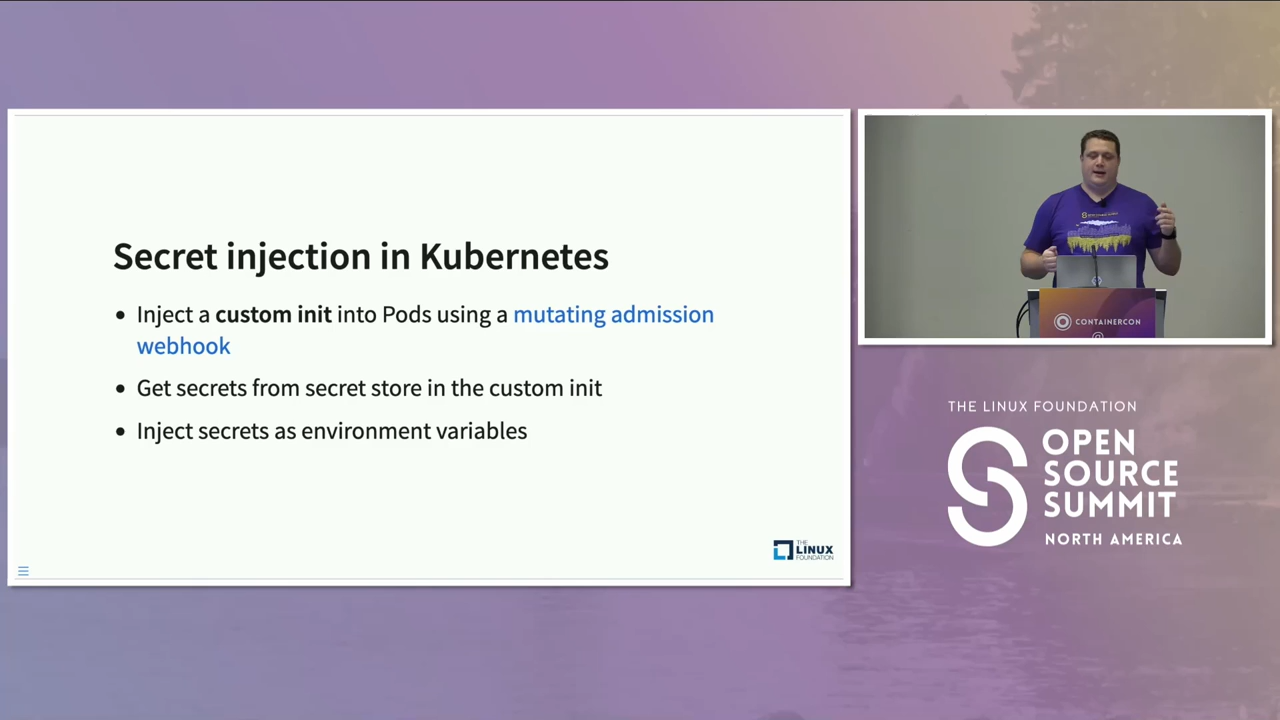 Secret injection in Kubernetes
• Inject a custom init into Pods using a mutating admission
webhook
• Get secrets from secret store in the custom init
• Inject secrets as environment variables
THE
LINUX
FOUNDATION
CONTAINERCON
THE LINUX FOUNDATION
OPEN
SOURCE
SUMMIT
NORTH AMERICA